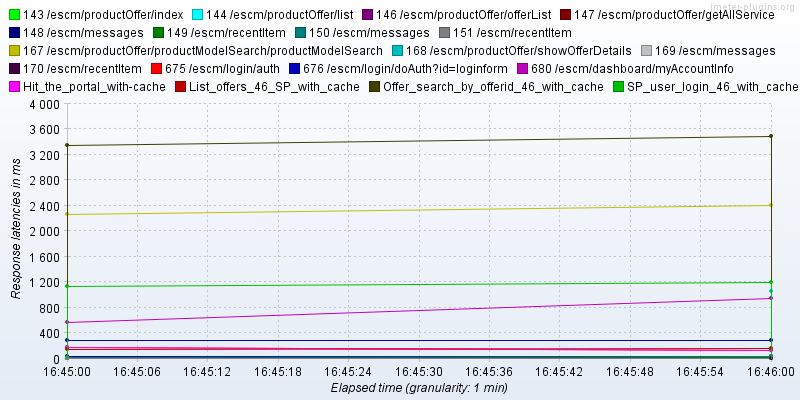 jmeter-plugins.org
143 /escm/productOffer/index 144 /escm/productOffer/list 146 /escm/productOffer/offerList 147 /escm/productOffer/getAllService
148 /escm/messages 149 /escm/recentItem 150 /escm/messages 151 /escm/recentItem
167 /escm/productOffer/productModelSearch/productModelSearch 168 /escm/productOffer/showOfferDetails 169 /escm/messages
170 /escm/recentItem 675 /escm/login/auth 676 /escm/login/doAuth?id=loginform 680 /escm/dashboard/myAccountInfo
Hit_the_portal_with-cache List_offers_46_SP_with_cache Offer_search_by_offerid_46_with_cache SP_user_login_46_with_cache
4 000
3 600
3 200
2 800
2 400
2 000
1 600
1 200
800
400
0
Response latencies in ms
16:45:00 16:45:06 16:45:12 16:45:18 16:45:24 16:45:30 16:45:36 16:45:42 16:45:48 16:45:54 16:46:00
Elapsed time (granularity: 1 min)